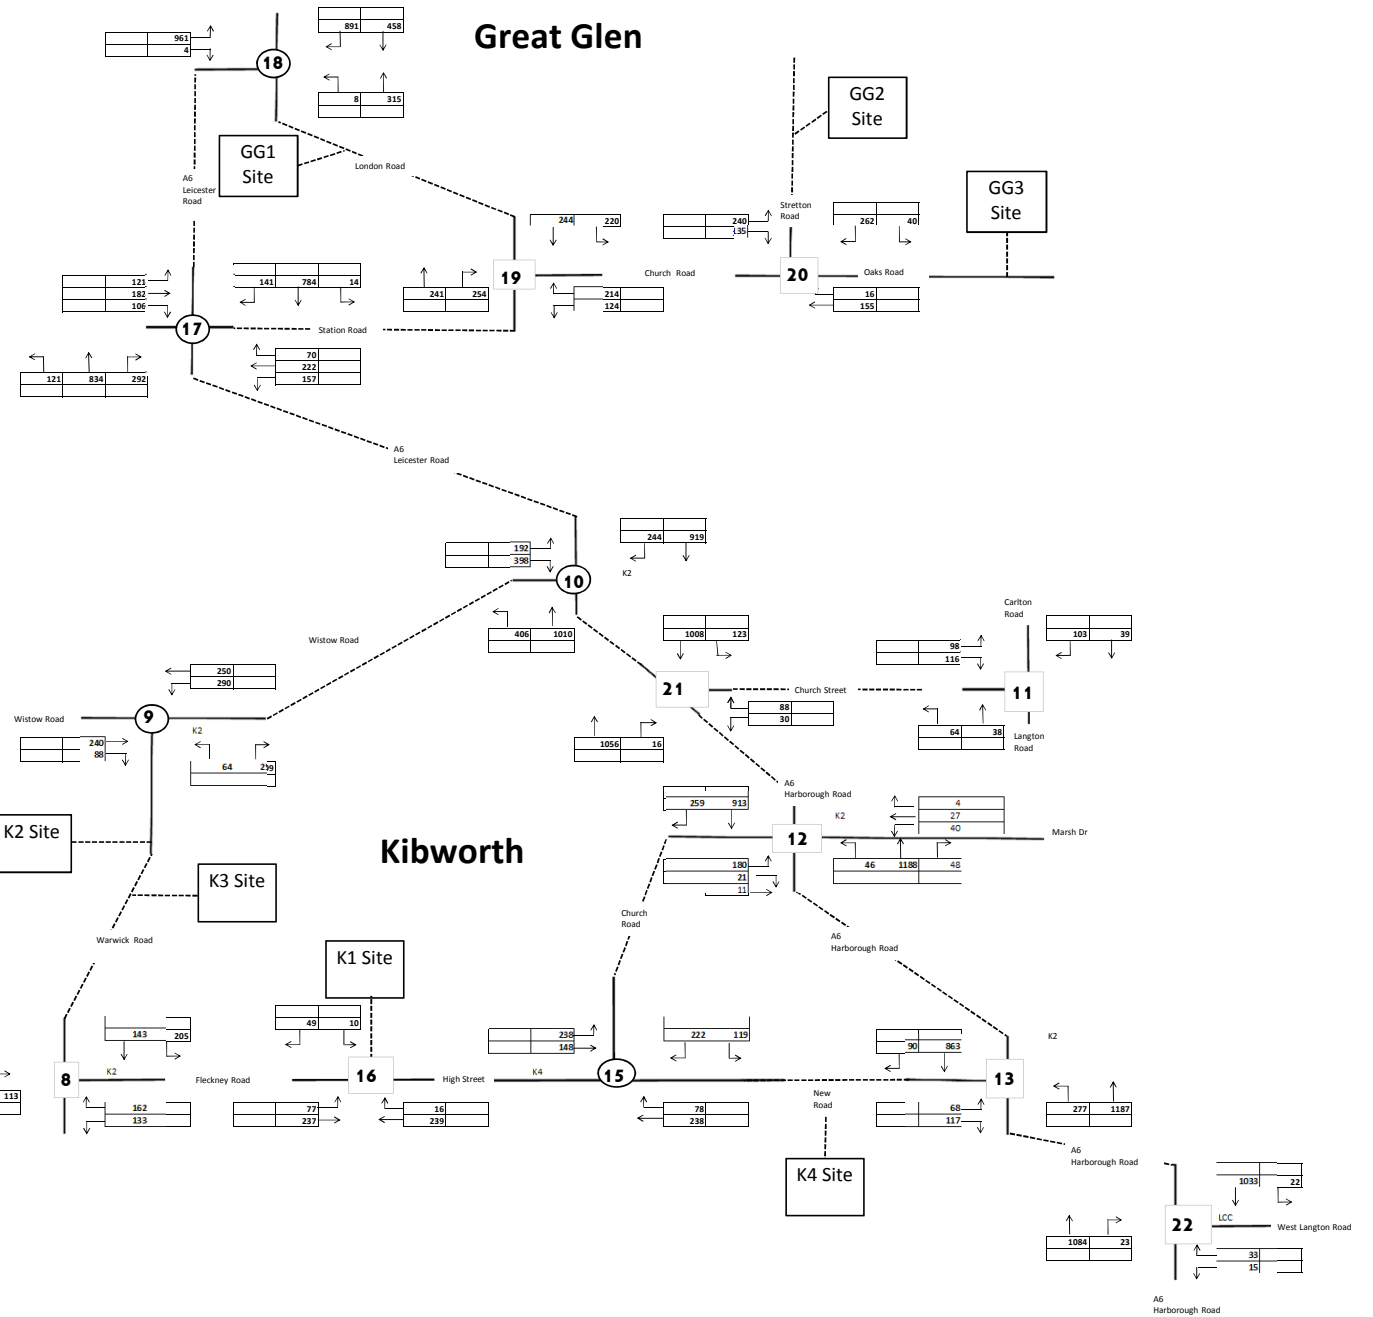 Great Glen
891 458
961
4
18
8 315
GG2
Site
GG1
Site
London Road
A6
Leicester
Road
GG3
Site
Stretton
Road
244 220
240
135
262 40
19
Church Road
20
Oaks Road
121
182
106
141 784 14
241 254
214
124
16
155
17
Station Road
121 834 292
70
222
157
A6
Leicester Road
244 919
192
398
10
K2
Carlton
Road
406 1010
1008 123
103 39
98
116
Wistow Road
250
290
21
Church Street
11
88
30
Wistow Road
9
K2
64 38
Langton
Road
240
88
64
1056 16
A6
Harborough Road
259 913
K2
4
27
40
Marsh Dr
12
K2 Site
Kibworth
180
21
11
46 1188 48
K3 Site
Church
Road
Warwick Road
A6
Harborough Road
K1 Site
143 205
49 10
238
148
222 119
90 863
K2
8
K2
Fleckney Road
16
High Street
K4
15
13
113
162
133
77
237
16
239
78
238
New
Road
68
117
277 1187
A6
Harborough Road
K4 Site
1033 22
22
LCC
West Langton Road
1084 23
33
15
A6
Harborough Road